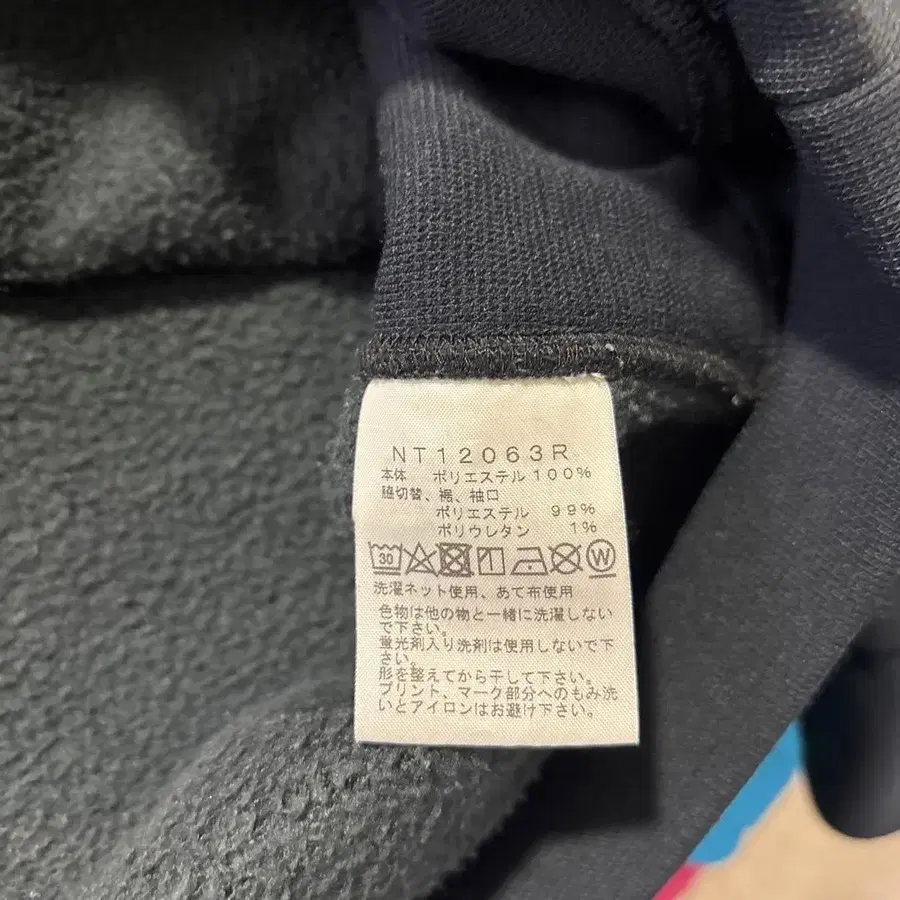 NT12063R
本体 ポリエステル100%
脇切替、裾、袖口
ポリエステル 99%
ポリウレタン 1%
30 W
洗濯ネット使用、あて布使用
色物は他の物と一緒に洗濯しない
で下さい。
蛍光剤入り洗剤は使用しないで下
さい。
形を整えてから干して下さい。
プリント、マーク部分へのもみ洗
いとアイロンはお避け下さい。